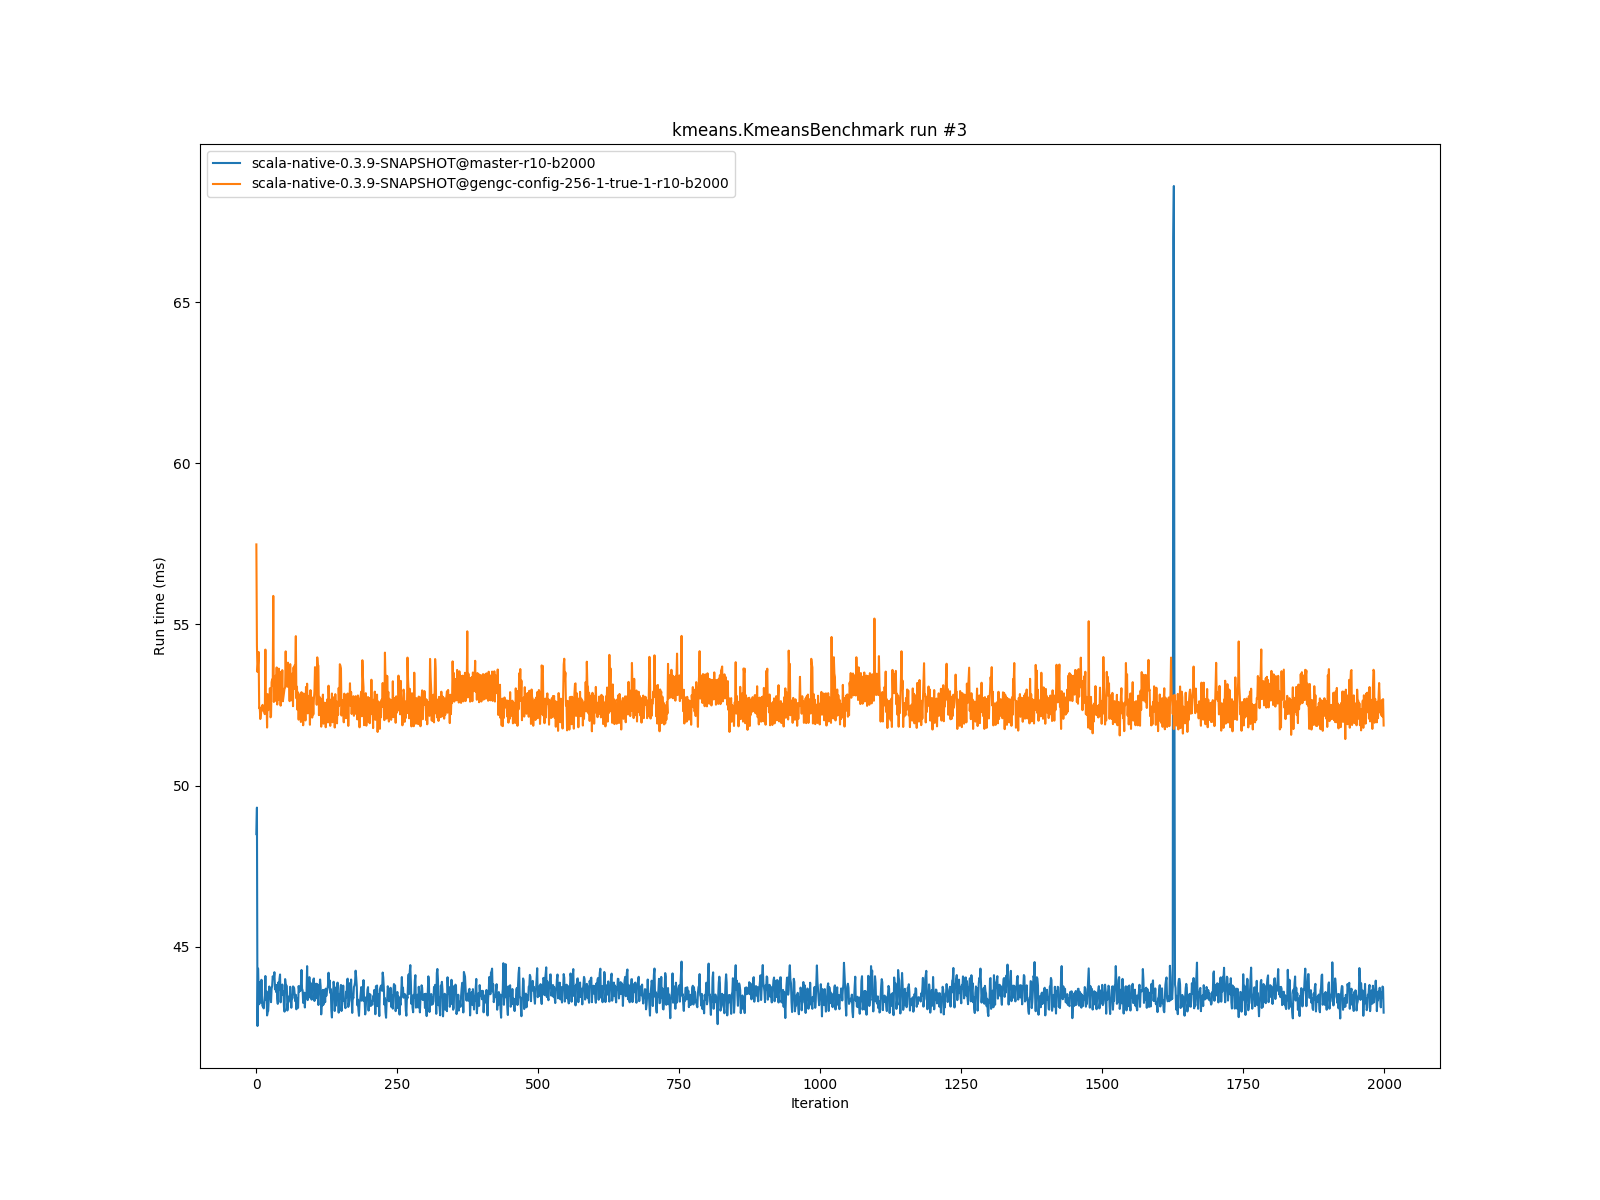 kmeans.KmeansBenchmark run #3
scala-native-0.3.9-SNAPSHOT@master-r10-b2000
scala-native-0.3.9-SNAPSHOT@gengc-config-256-1-true-1-r10-b2000
65
60
55
50
45
Run time (ms)
0 250 500 750 1000 1250 1500 1750 2000
Iteration